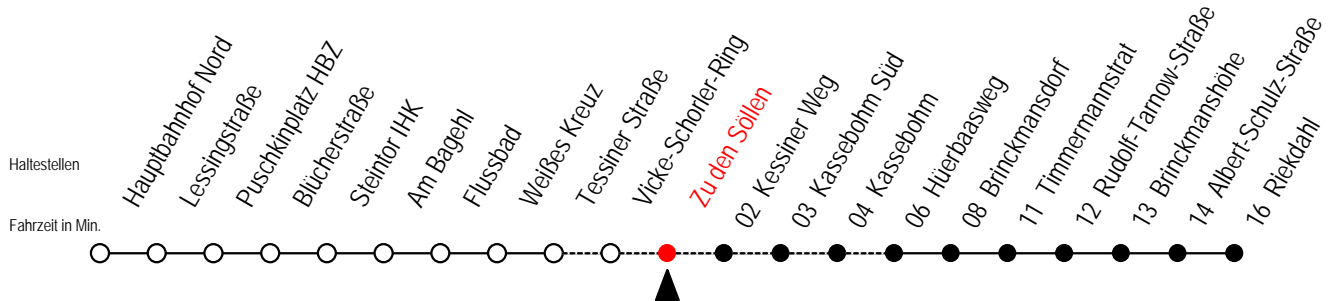 Haltestellen
Fahrzeit in Min.
Hauptbahnhof Nord
Lessingstraße
Puschkinplatz HBZ
Blücherstraße
Steintor IHK
Am Bagehl
Flussbad
Weißes Kreuz
Tessiner Straße
Vicke-Schorler-Ring
Zu den Söllen
02 Kessiner Weg
03 Kassebohm Süd
04 Kassebohm
06 Hüerbaasweg
08 Brinckmansdorf
11 Timmermannstrat
12 Rudolf-Tarnow-Straße
13 Brinckmanshöhe
14 Albert-Schulz-Straße
16 Riekdahl